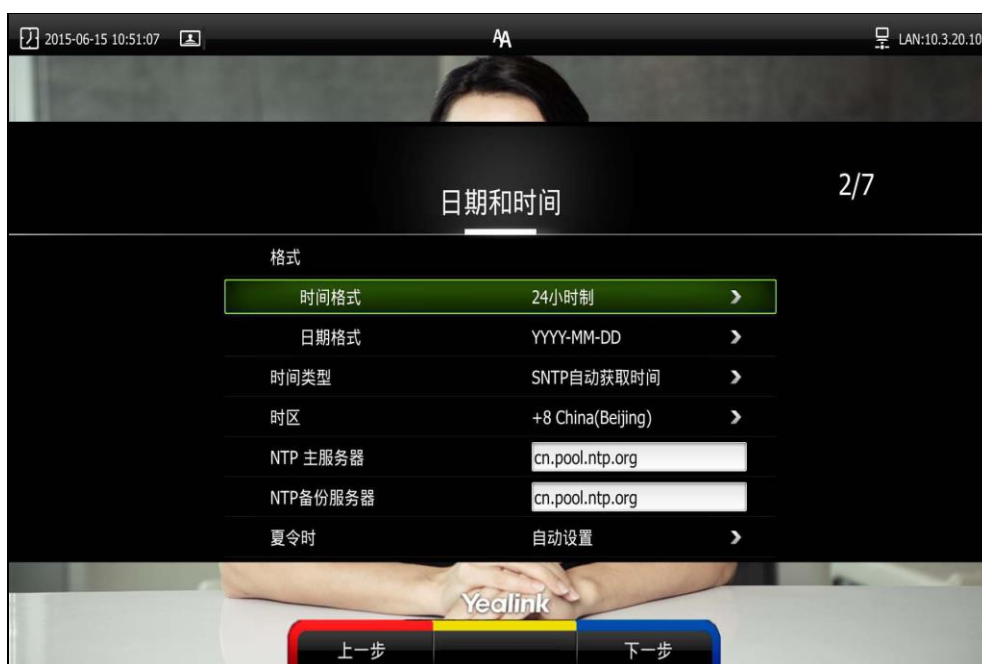 2015-06-15 10:51:07
LAN:10.3.20.10
日期和时间
2/7
格式
时间格式 24小时制
日期格式 YYYY-MM-DD
时间类型 SNTP自动获取时间
时区 +8 China(Beijing)
NTP 主服务器 cn.pool.ntp.org
NTP备份服务器 cn.pool.ntp.org
夏令时 自动设置
Yealink
上一步 下一步